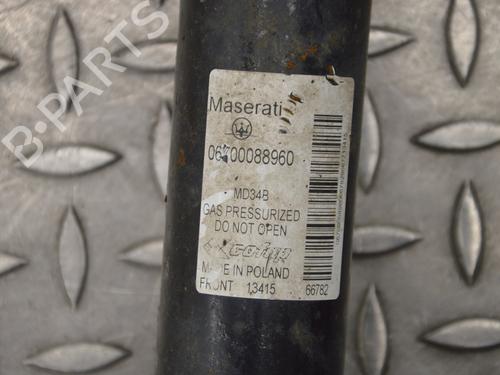 B-PARTS
Maserati
06700088960
MD34B
GAS PRESSURIZED
DO NOT OPEN
MADE IN POLAND
FRONT 13415 66782